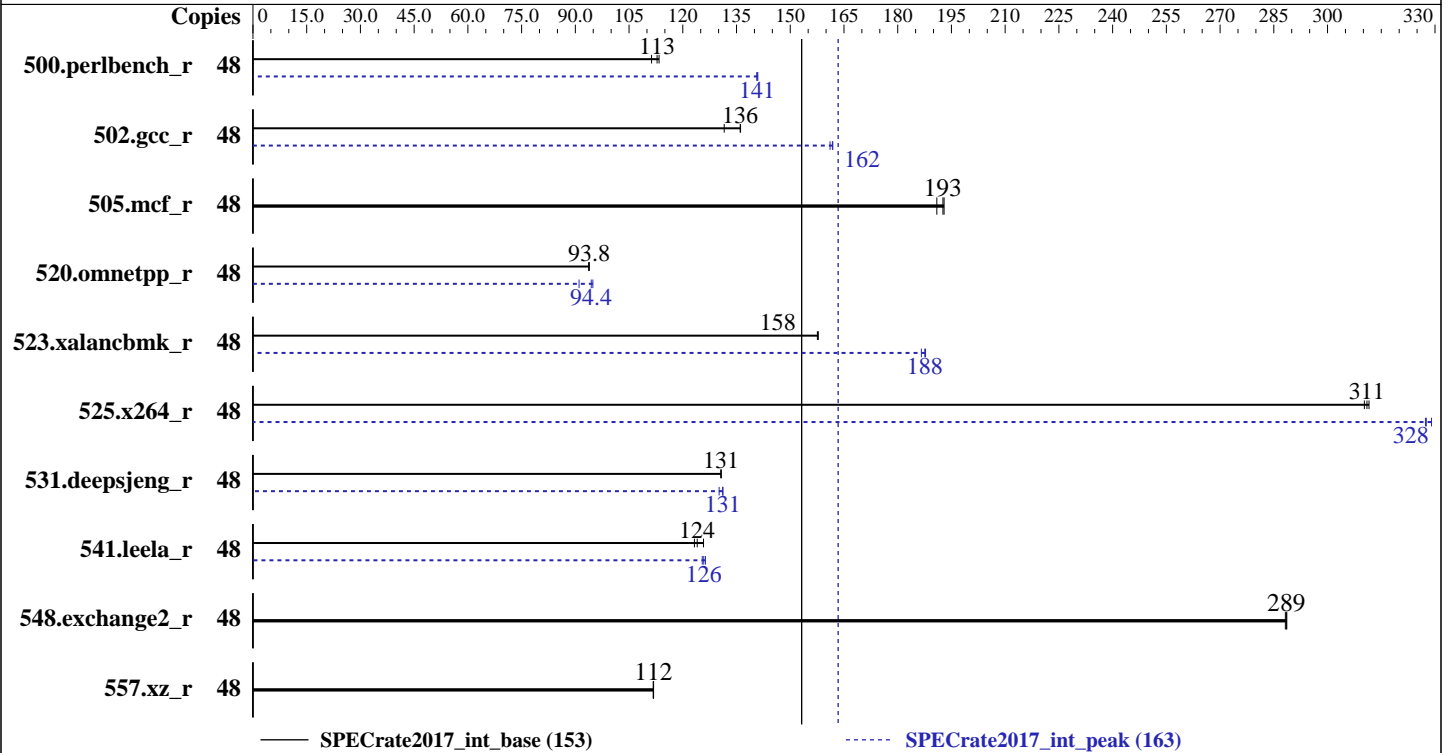 Copies 0 15.0 30.0 45.0 60.0 75.0 90.0 105 120 135 150 165 180 195 210 225 240 255 270 285 300 330
113
500.perlbench_r 48
141
136
502.gcc_r 48
162
193
505.mcf_r 48
93.8
520.omnetpp_r 48
94.4
158
523.xalancbmk_r 48
188
311
525.x264_r 48
328
131
531.deepsjeng_r 48
131
124
541.leela_r 48
126
289
548.exchange2_r 48
112
557.xz_r 48
SPECrate2017_int_base (153) SPECrate2017_int_peak (163)